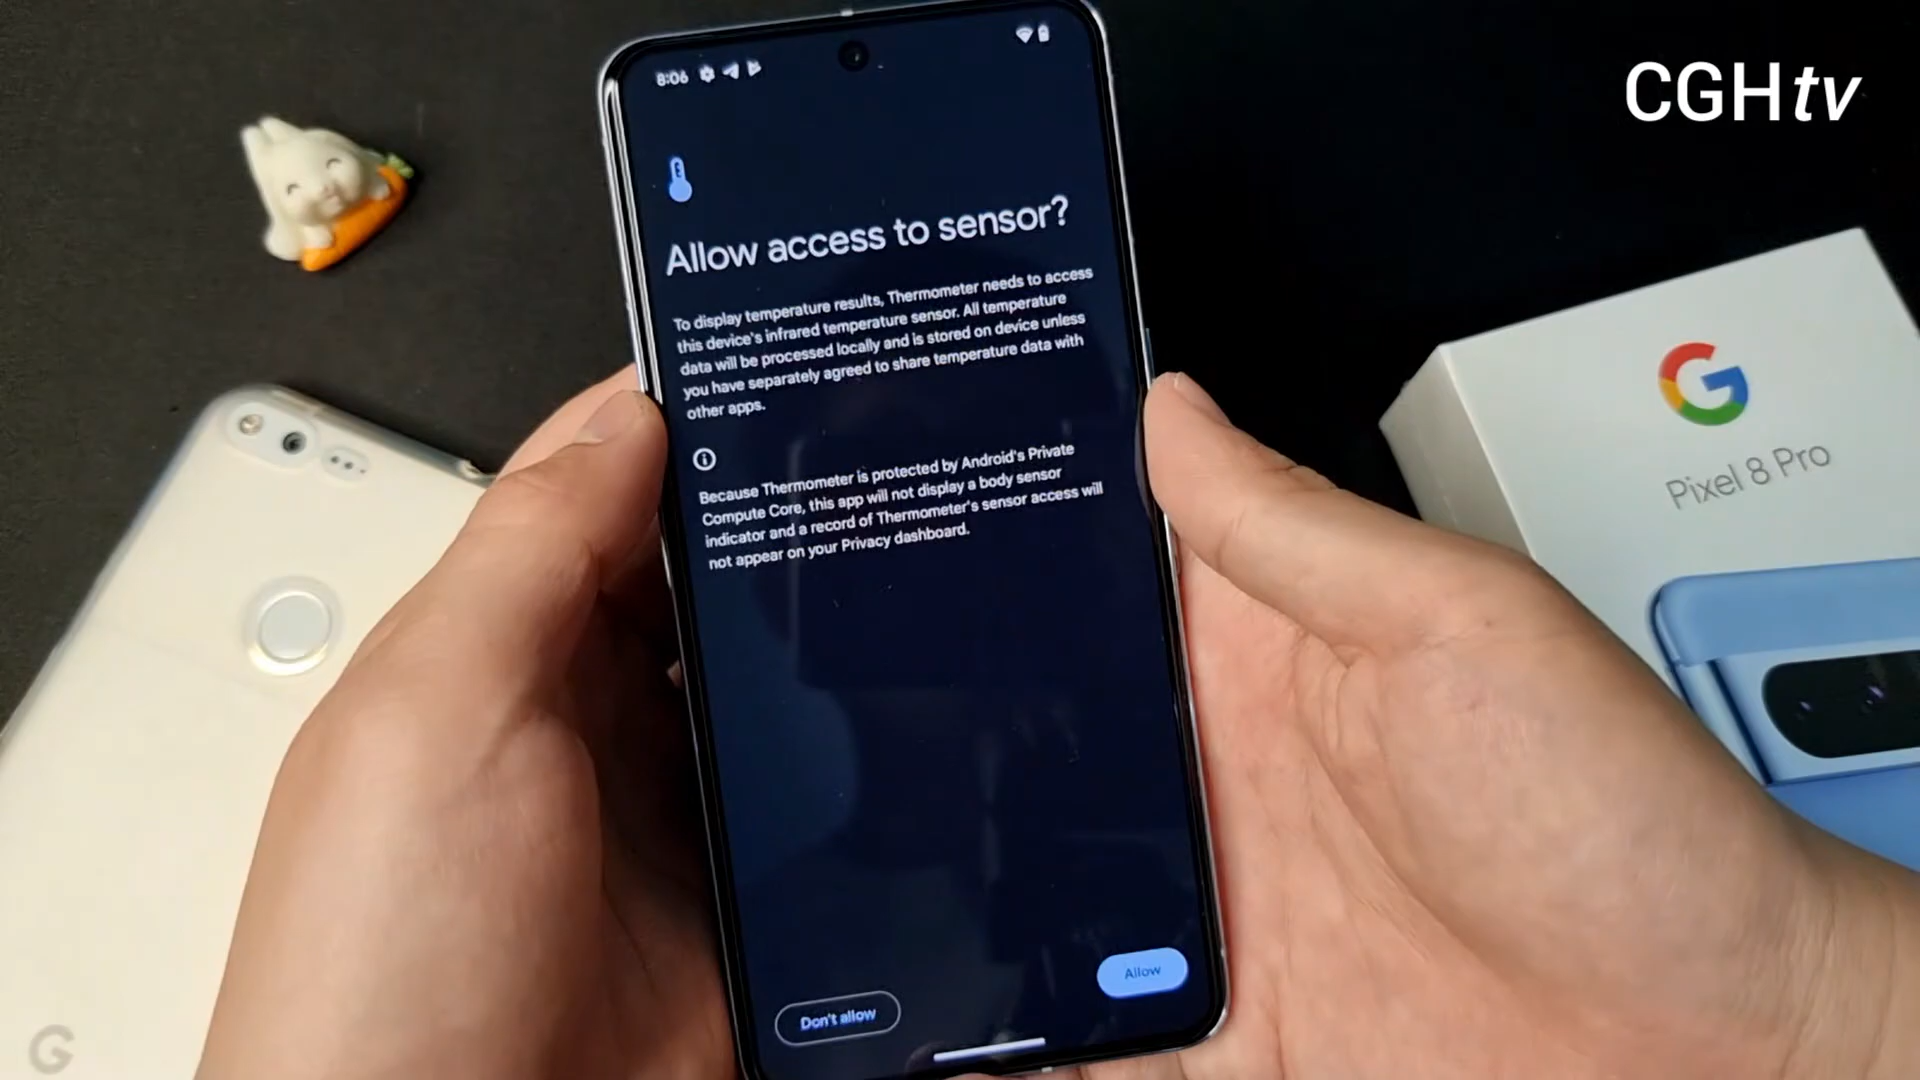 CGHtv
8:06
Allow access to sensor?
To display temperature results, Thermometer needs to access
this device's infrared temperature sensor. All temperature
data will be processed locally and is stored on device unless
you have separately agreed to share temperature data with
other apps.
Because Thermometer is protected by Android's Private
Compute Core, this app will not display a body sensor
indicator and a record of Thermometer's sensor access will
not appear on your Privacy dashboard.
Don't allow
Allow
G
Pixel 8 Pro
G